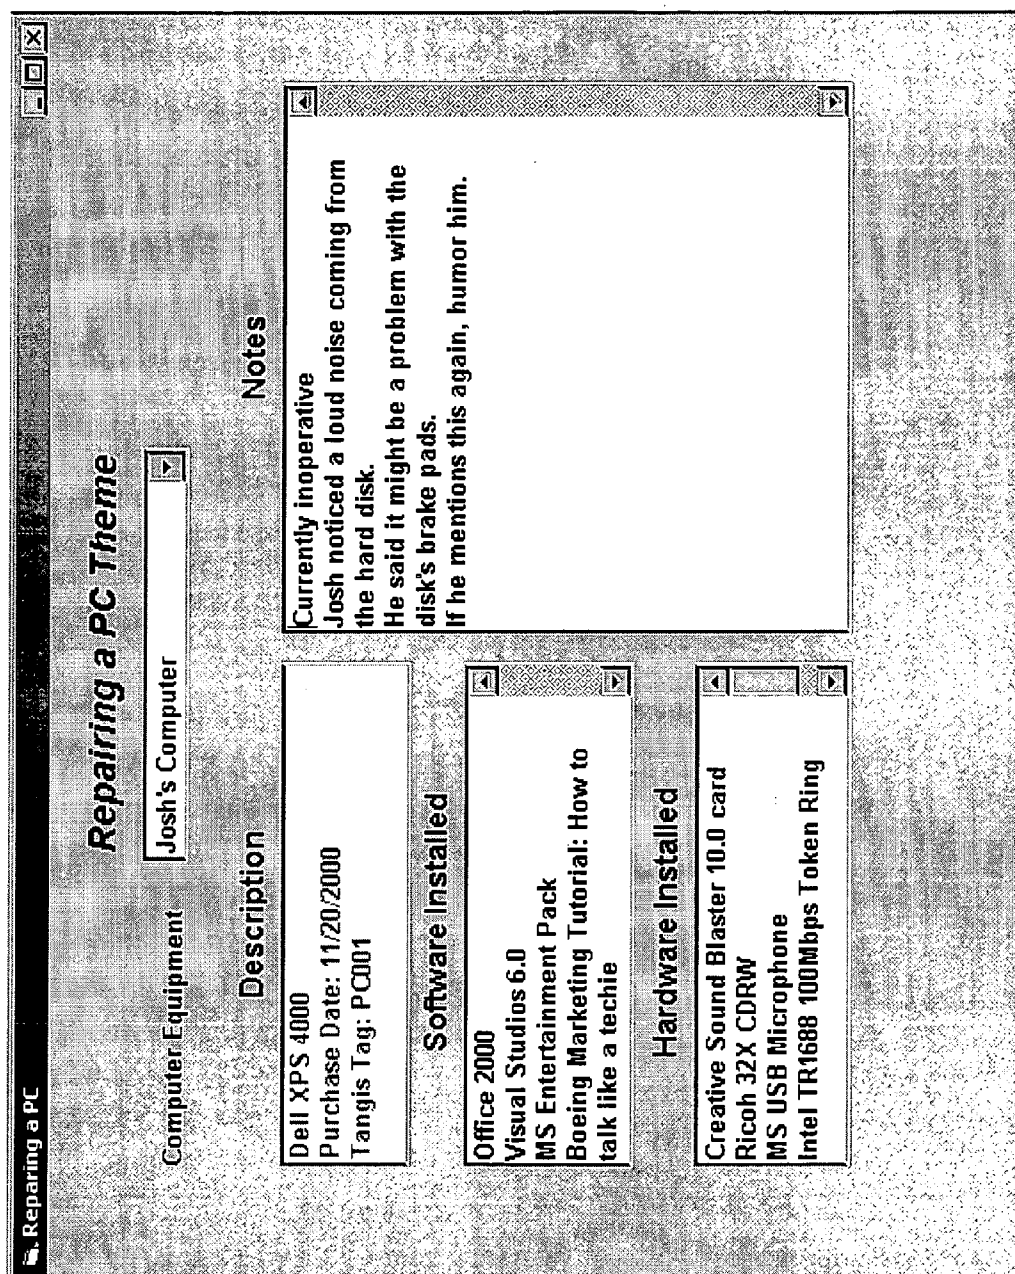 Reparing a PC
Repairing a PC Theme
Computer Equipment
Josh's Computer
Description
Dell XPS 4000
Purchase Date: 11/20/2000
Tangis Tag: PC001
Software Installed
Office 2000
Visual Studios 6.0
MS Entertainment Pack
Boeing Marketing Tutorial: How to
talk like a techie
Hardware Installed
Creative Sound Blaster 10.0 card
Ricoh 32X CDRW
MS USB Microphone
Intel TR1688 100Mbps Token Ring
Notes
Currently inoperative
Josh noticed a loud noise coming from
the hard disk.
He said it might be a problem with the
disk's brake pads.
If he mentions this again, humor him.